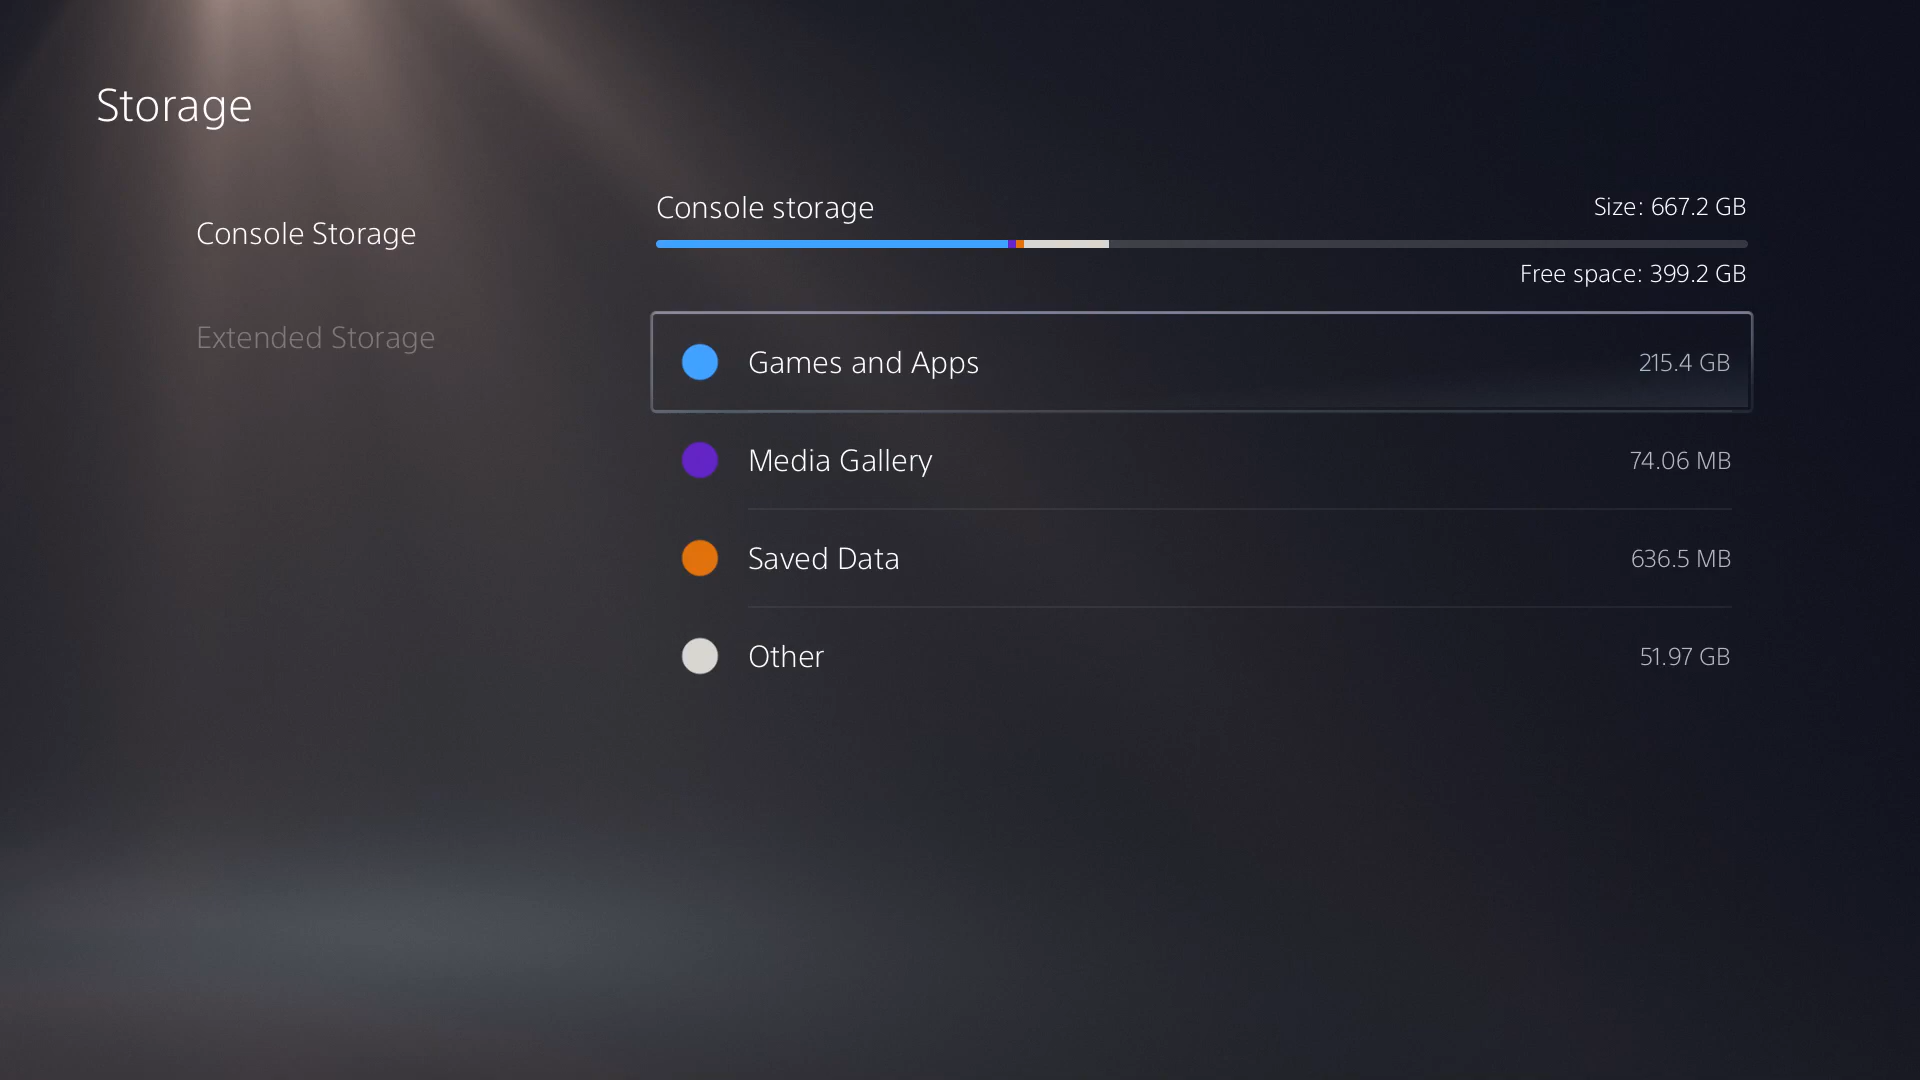 Storage
Console Storage
Extended Storage
Console storage
Size: 667.2 GB
Free space: 399.2 GB
Games and Apps
215.4 GB
Media Gallery
74.06 MB
Saved Data
636.5 MB
Other
51.97 GB